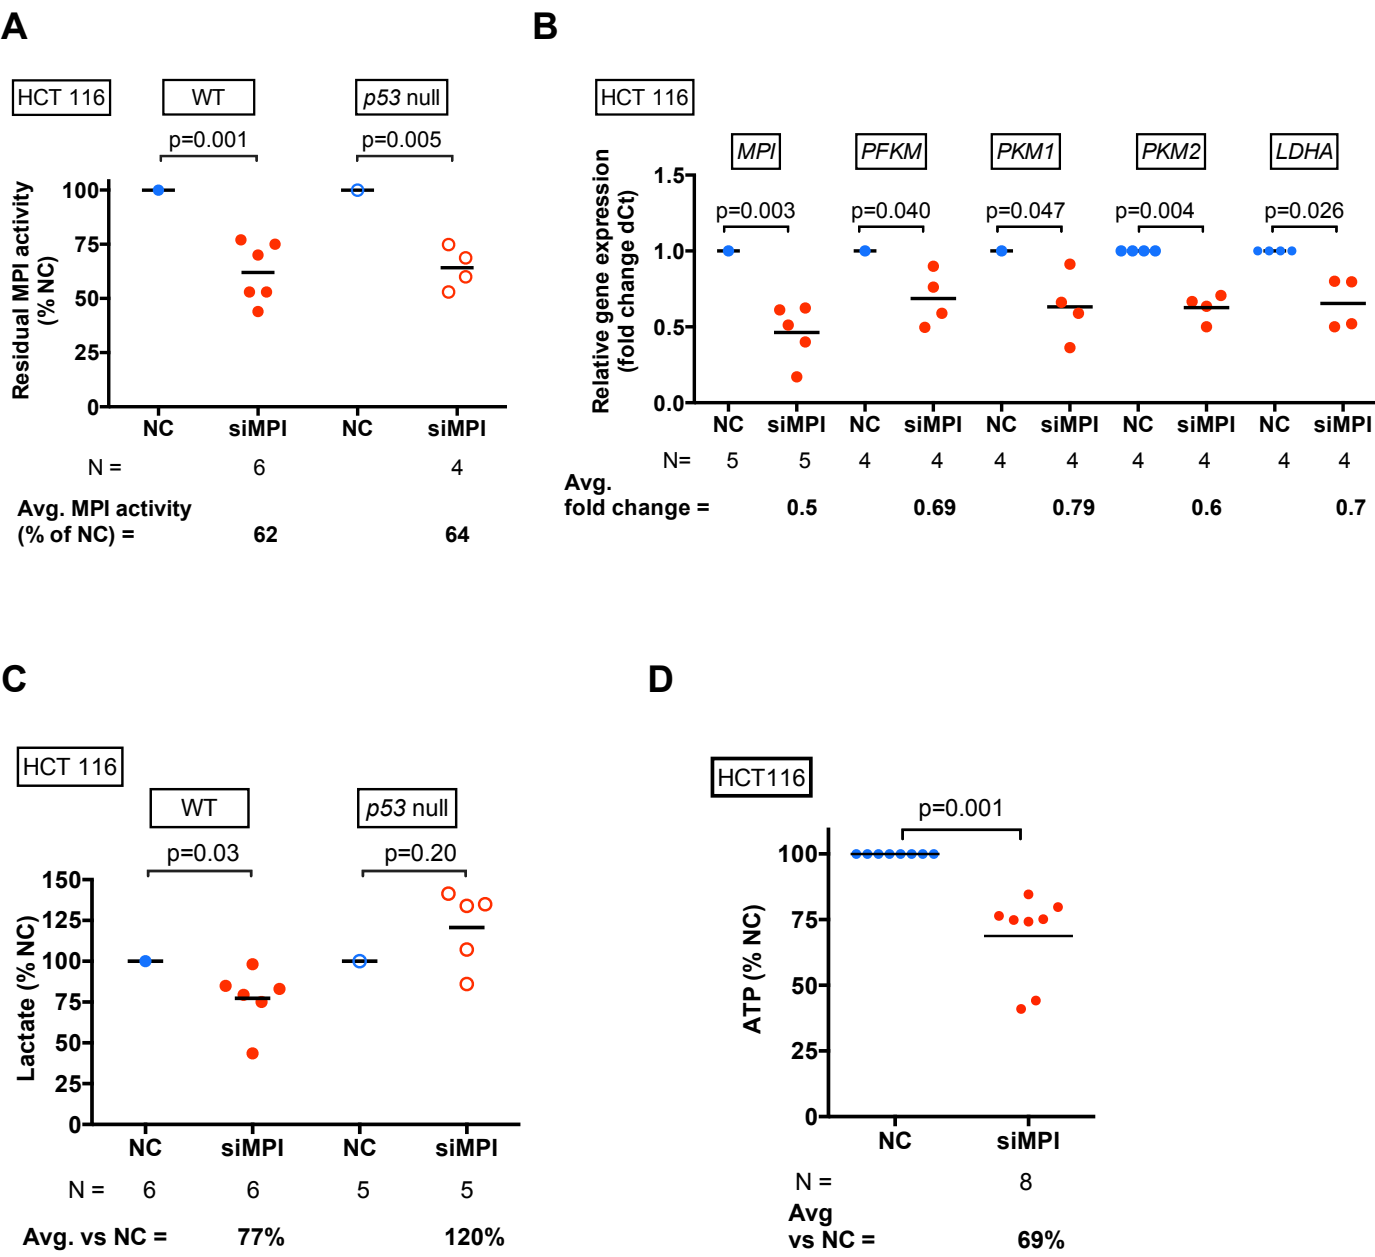 A
HCT 116
WT
p53 null
p=0.001
p=0.005
Residual MPI activity
(% NC)
100
75
50
25
0
NC
siMPI
NC
siMPI
N =
6
4
Avg. MPI activity
(% of NC) =
62
64
B
HCT 116
MPI
PFKM
PKM1
PKM2
LDHA
p=0.003
p=0.040
p=0.047
p=0.004
p=0.026
Relative gene expression
(fold change dCt)
1.5
1.0
0.5
0.0
NC
siMPI
NC
siMPI
NC
siMPI
NC
siMPI
NC
siMPI
N=
5
5
4
4
4
4
4
4
4
4
Avg.
fold change =
0.5
0.69
0.79
0.6
0.7
C
HCT 116
WT
p53 null
p=0.03
p=0.20
Lactate (% NC)
150
125
100
75
50
25
0
NC
siMPI
NC
siMPI
N =
6
6
5
5
Avg. vs NC =
77%
120%
D
HCT116
p=0.001
ATP (% NC)
100
75
50
25
0
NC
siMPI
N =
8
Avg
vs NC =
69%